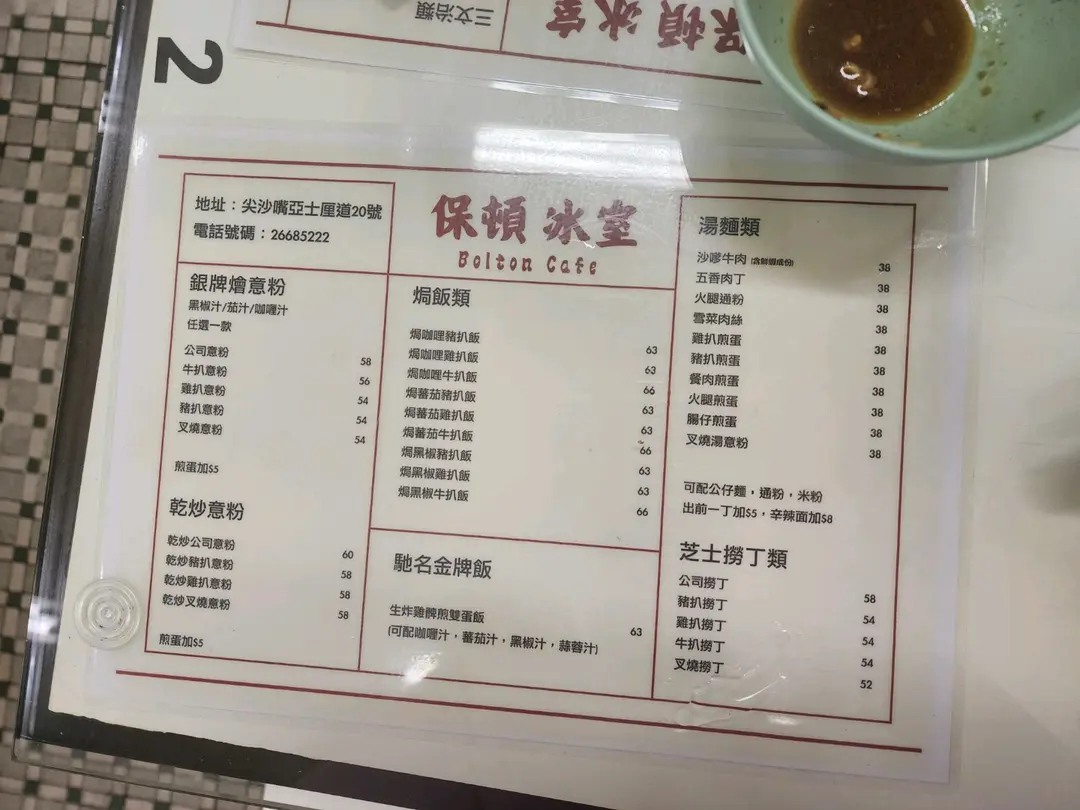 2
三文治類
保頓冰室
地址：尖沙嘴亞士厘道20號
電話號碼：26685222
保頓冰室
Bolton Cafe
銀牌燴意粉
黑椒汁/茄汁/咖喱汁
任選一款
公司意粉 58
牛扒意粉 56
雞扒意粉 54
豬扒意粉 54
叉燒意粉 54
煎蛋加$5
乾炒意粉
乾炒公司意粉 60
乾炒豬扒意粉 58
乾炒雞扒意粉 58
乾炒叉燒意粉 58
煎蛋加$5
焗飯類
焗咖哩豬扒飯 63
焗咖哩雞扒飯 63
焗咖哩牛扒飯 66
焗蕃茄豬扒飯 63
焗蕃茄雞扒飯 63
焗蕃茄牛扒飯 66
焗黑椒豬扒飯 63
焗黑椒雞扒飯 63
焗黑椒牛扒飯 66
馳名金牌飯
生炸雞髀煎雙蛋飯 63
(可配咖喱汁，蕃茄汁，黑椒汁，蒜蓉汁)
湯麵類
沙嗲牛肉 38
五香肉丁 38
火腿通粉 38
雪菜肉絲 38
雞扒煎蛋 38
豬扒煎蛋 38
餐肉煎蛋 38
火腿煎蛋 38
腸仔煎蛋 38
叉燒湯意粉 38
可配公仔麵，通粉，米粉
出前一丁加$5，辛辣面加$8
芝士撈丁類
公司撈丁 58
豬扒撈丁 54
雞扒撈丁 54
牛扒撈丁 54
叉燒撈丁 52